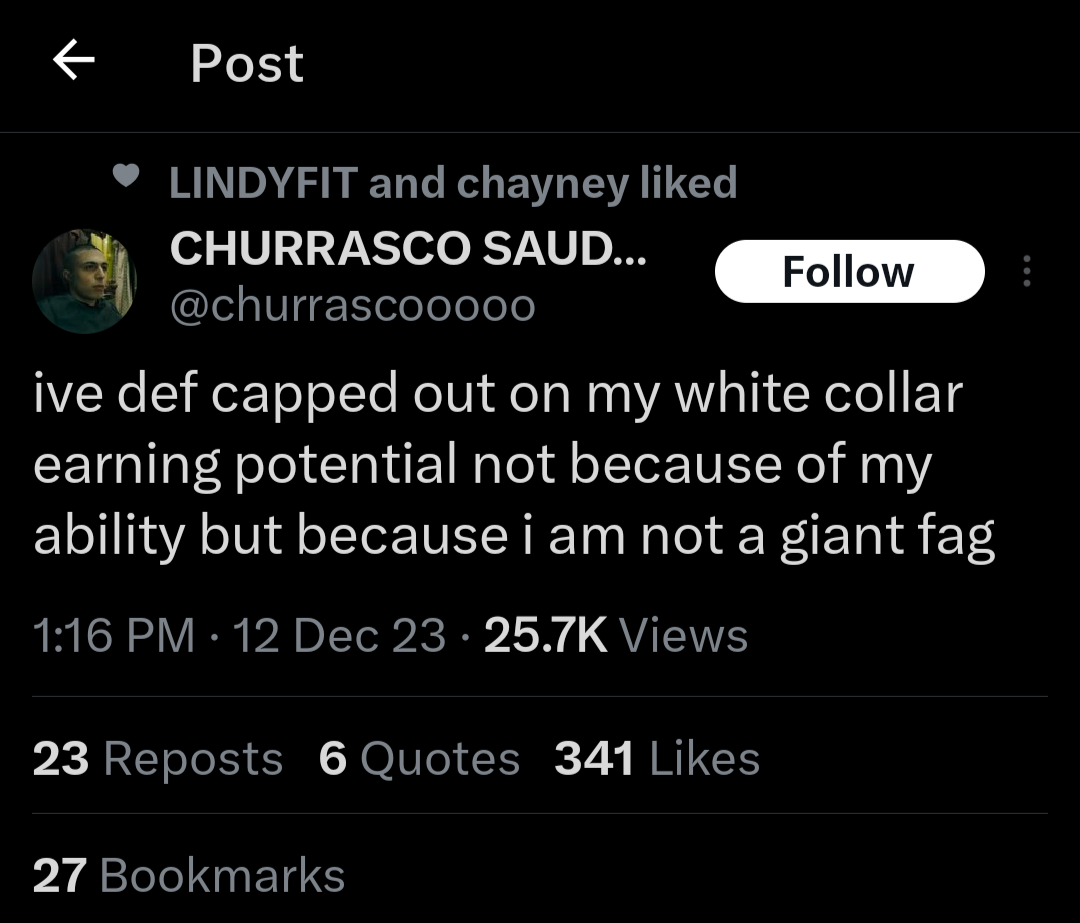 Post
LINDYFIT and chayney liked
CHURRASCO SAUD...
@churrascooooo
Follow
ive def capped out on my white collar
earning potential not because of my
ability but because i am not a giant fag
1:16 PM · 12 Dec 23 · 25.7K Views
23 Reposts 6 Quotes 341 Likes
27 Bookmarks